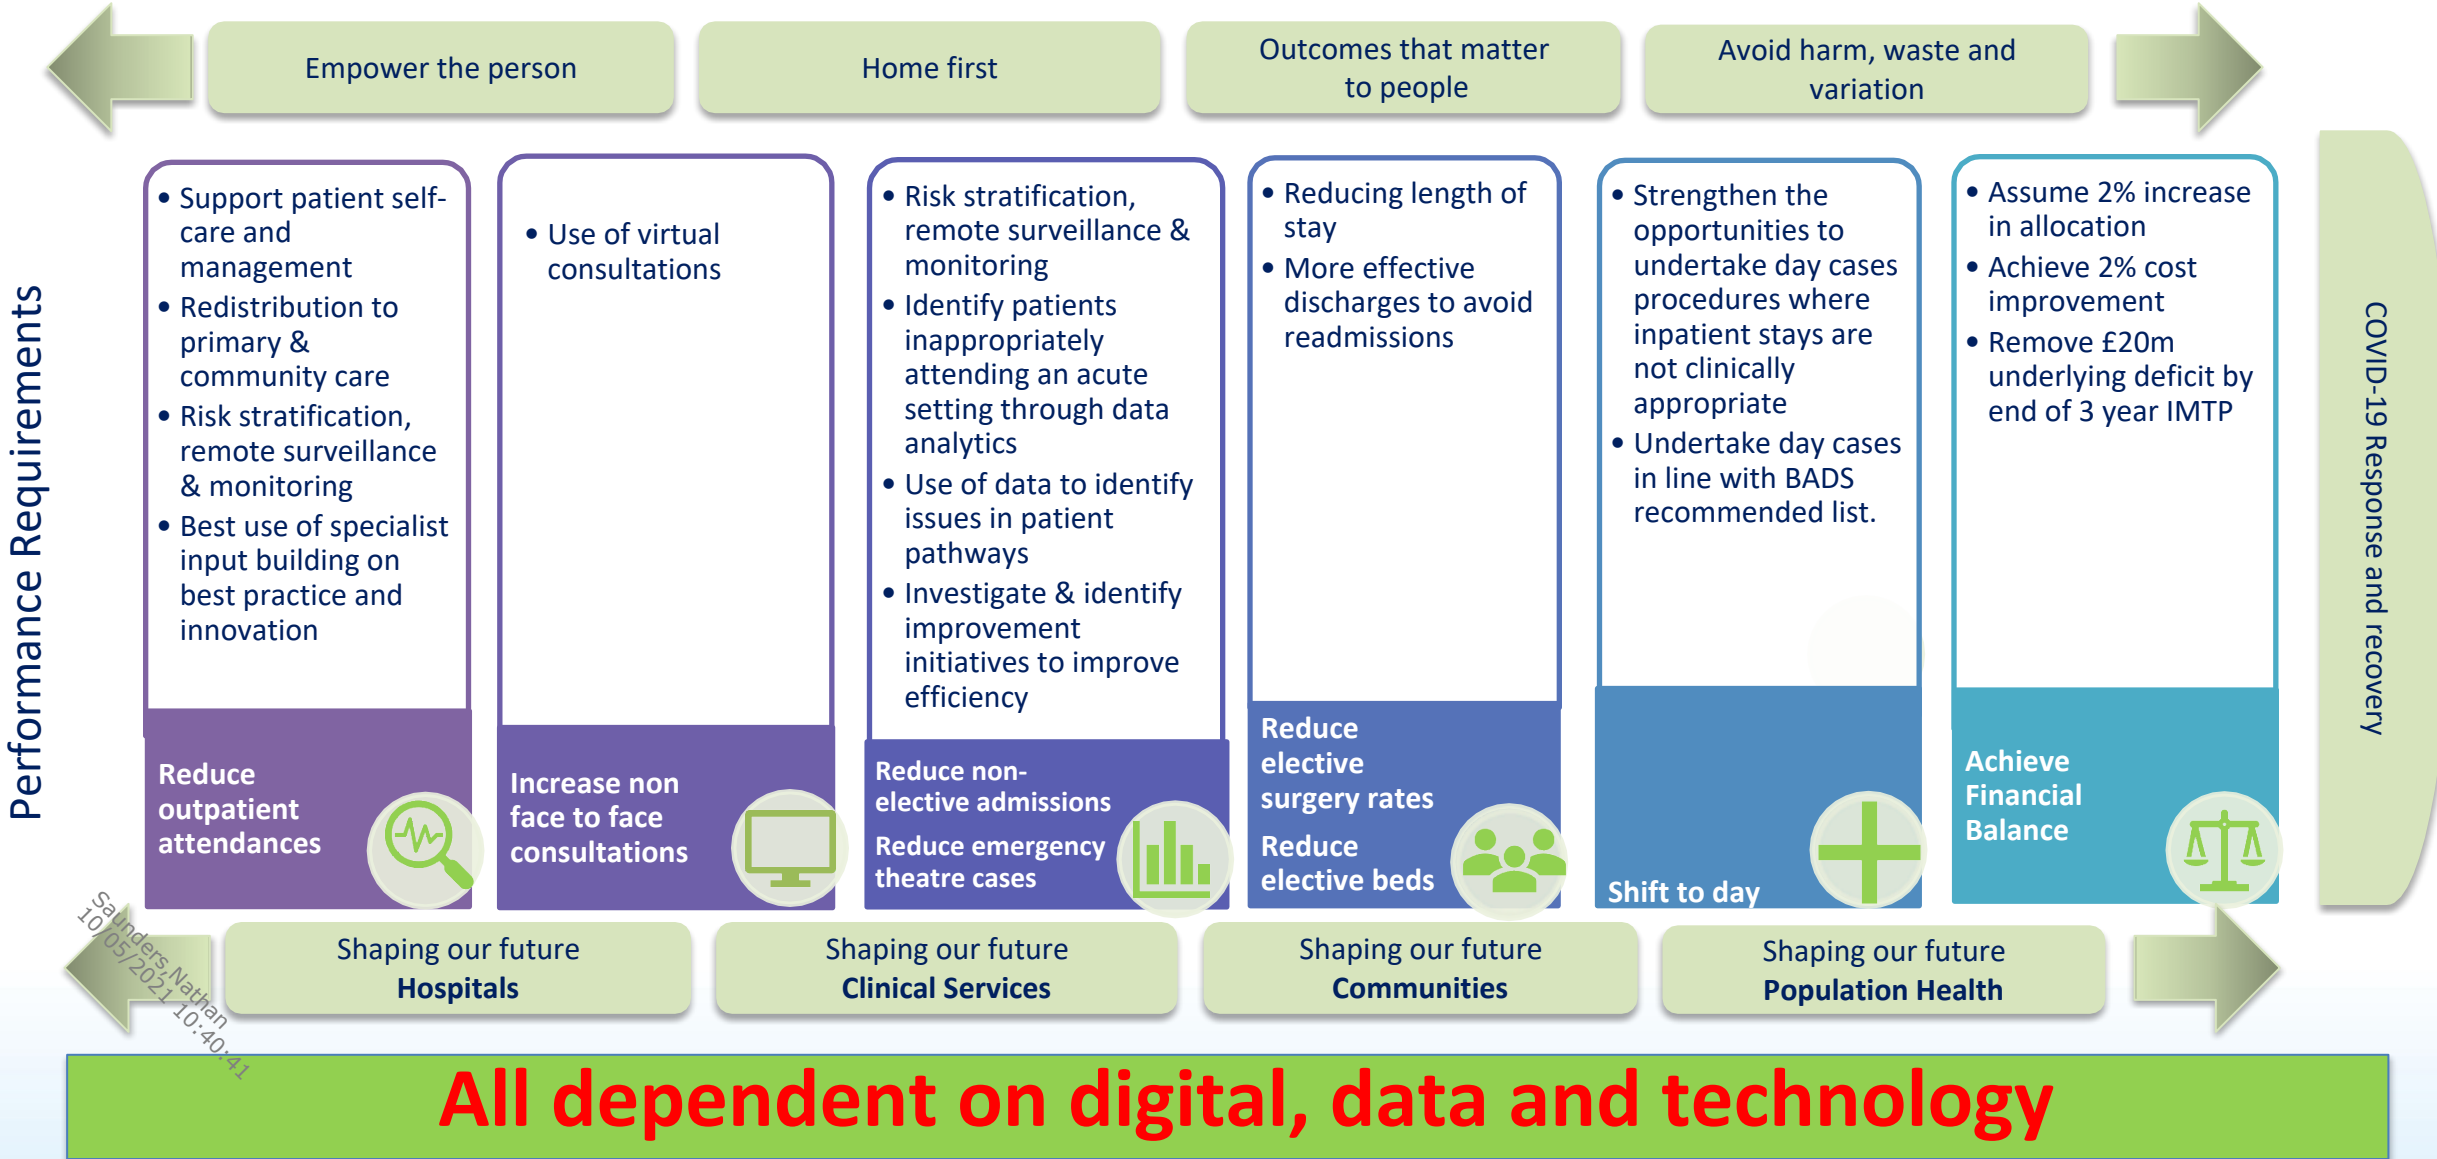 Empower the person
Home first
Outcomes that matter
to people
Avoid harm, waste and
variation
Performance Requirements
• Support patient self-
care and
management
• Redistribution to
primary &
community care
• Risk stratification,
remote surveillance
& monitoring
• Best use of specialist
input building on
best practice and
innovation
Reduce
outpatient
attendances
• Use of virtual
consultations
Increase non
face to face
consultations
• Risk stratification,
remote surveillance &
monitoring
• Identify patients
inappropriately
attending an acute
setting through data
analytics
• Use of data to identify
issues in patient
pathways
• Investigate & identify
improvement
initiatives to improve
efficiency
Reduce non-
elective admissions
Reduce emergency
theatre cases
• Reducing length of
stay
• More effective
discharges to avoid
readmissions
Reduce
elective
surgery rates
Reduce
elective beds
• Strengthen the
opportunities to
undertake day cases
procedures where
inpatient stays are
not clinically
appropriate
• Undertake day cases
in line with BADS
recommended list.
Shift to day
• Assume 2% increase
in allocation
• Achieve 2% cost
improvement
• Remove £20m
underlying deficit by
end of 3 year IMTP
Achieve
Financial
Balance
COVID-19 Response and recovery
Shaping our future
Hospitals
Shaping our future
Clinical Services
Shaping our future
Communities
Shaping our future
Population Health
Saunders,Nathan
10/05/2021 10:40:41
All dependent on digital, data and technology